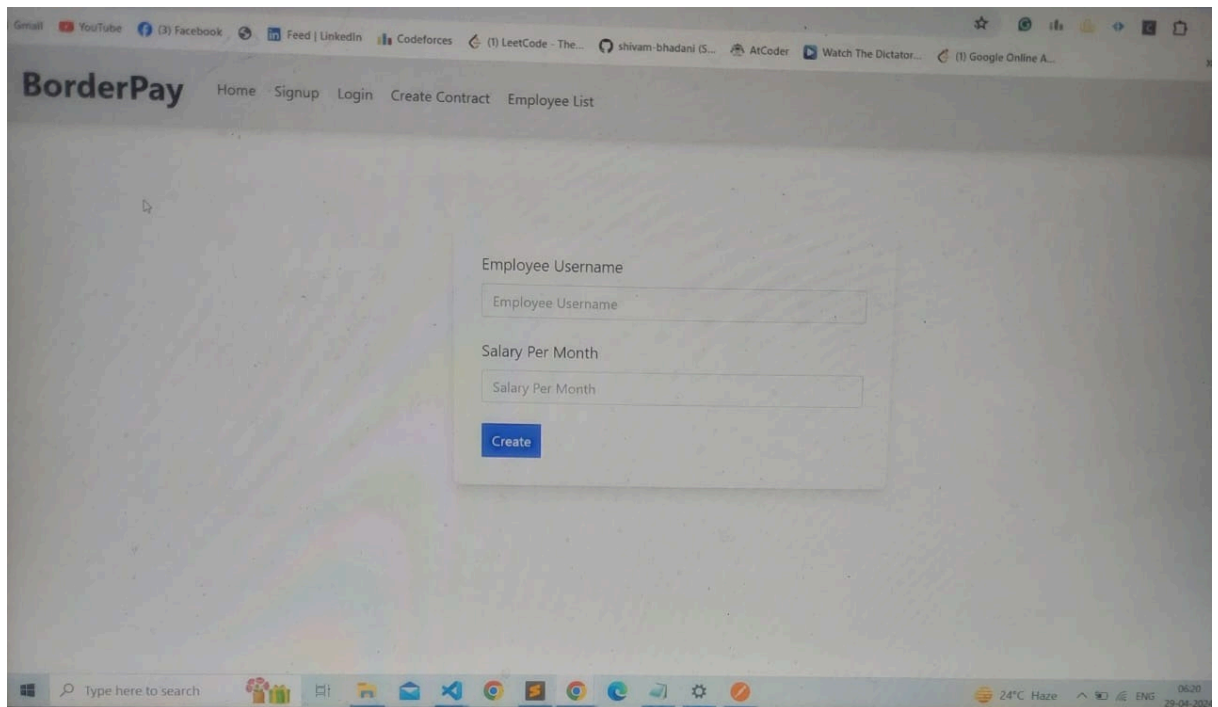 Gmail YouTube (3) Facebook Feed | LinkedIn Codeforces (1) LeetCode - The... shivam-bhadani (S... AtCoder Watch The Dictator... (1) Google Online A...
BorderPay Home Signup Login Create Contract Employee List
Employee Username
Employee Username
Salary Per Month
Salary Per Month
Create
Type here to search 24°C Haze ENG 06:20